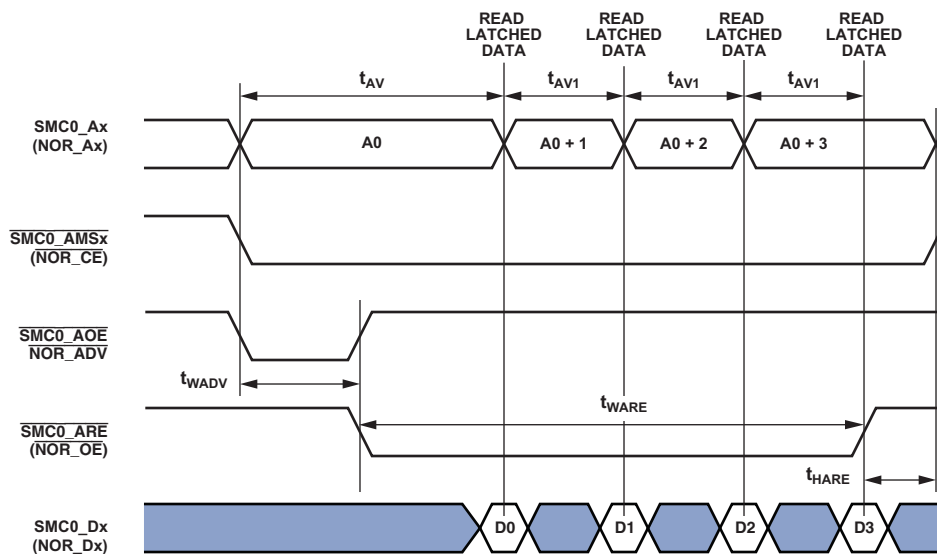 READ LATCHED DATA
READ LATCHED DATA
READ LATCHED DATA
READ LATCHED DATA
tAV
tAV1
tAV1
tAV1
SMC0_Ax
(NOR_Ax)
A0
A0 + 1
A0 + 2
A0 + 3
SMC0_AMSx
(NOR_CE)
SMC0_AOE
NOR_ADV
tWADV
SMC0_ARE
(NOR_OE)
tWARE
tHARE
SMC0_Dx
(NOR_Dx)
D0
D1
D2
D3